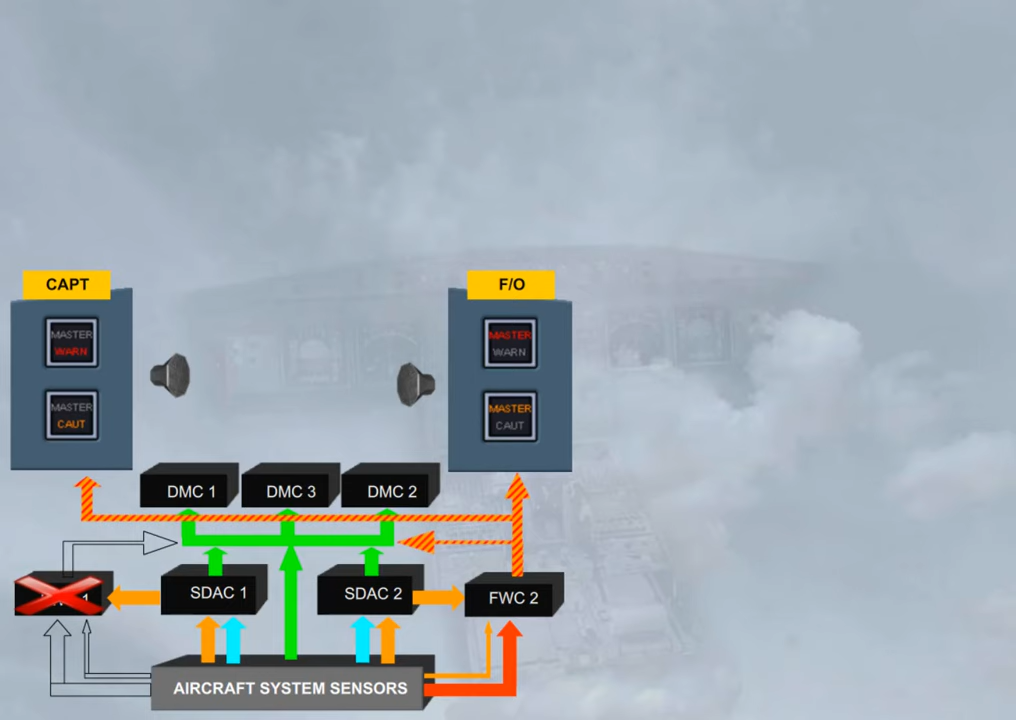 CAPT
F/O
MASTER
WARN
MASTER
WARN
MASTER
CAUT
MASTER
CAUT
DMC 1
DMC 3
DMC 2
1
SDAC 1
SDAC 2
FWC 2
AIRCRAFT SYSTEM SENSORS